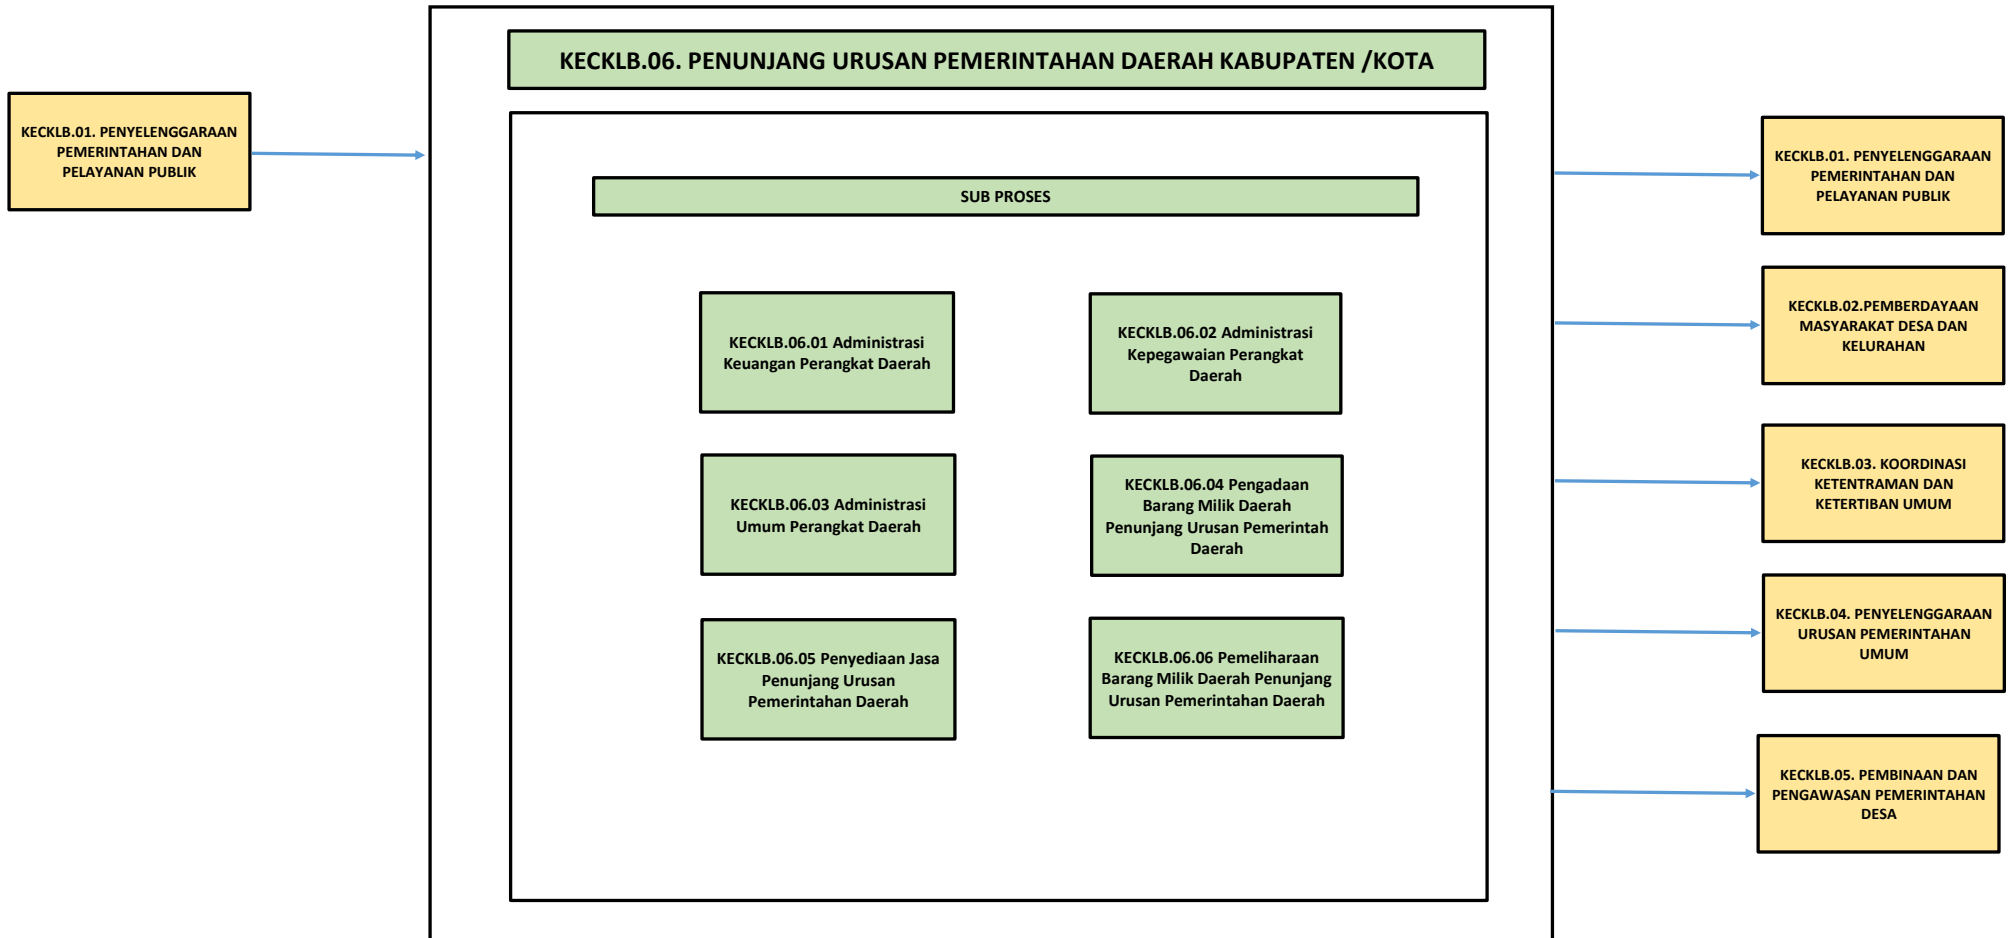 KECKLB.06. PENUNJANG URUSAN PEMERINTAHAN DAERAH KABUPATEN /KOTA
KECKLB.01. PENYELENGGARAAN
PEMERINTAHAN DAN
PELAYANAN PUBLIK
SUB PROSES
KECKLB.06.01 Administrasi
Keuangan Perangkat Daerah
KECKLB.06.02 Administrasi
Kepegawaian Perangkat
Daerah
KECKLB.06.03 Administrasi
Umum Perangkat Daerah
KECKLB.06.04 Pengadaan
Barang Milik Daerah
Penunjang Urusan Pemerintah
Daerah
KECKLB.06.05 Penyediaan Jasa
Penunjang Urusan
Pemerintahan Daerah
KECKLB.06.06 Pemeliharaan
Barang Milik Daerah Penunjang
Urusan Pemerintahan Daerah
KECKLB.01. PENYELENGGARAAN
PEMERINTAHAN DAN
PELAYANAN PUBLIK
KECKLB.02.PEMBERDAYAAN
MASYARAKAT DESA DAN
KELURAHAN
KECKLB.03. KOORDINASI
KETENTRAMAN DAN
KETERTIBAN UMUM
KECKLB.04. PENYELENGGARAAN
URUSAN PEMERINTAHAN
UMUM
KECKLB.05. PEMBINAAN DAN
PENGAWASAN PEMERINTAHAN
DESA